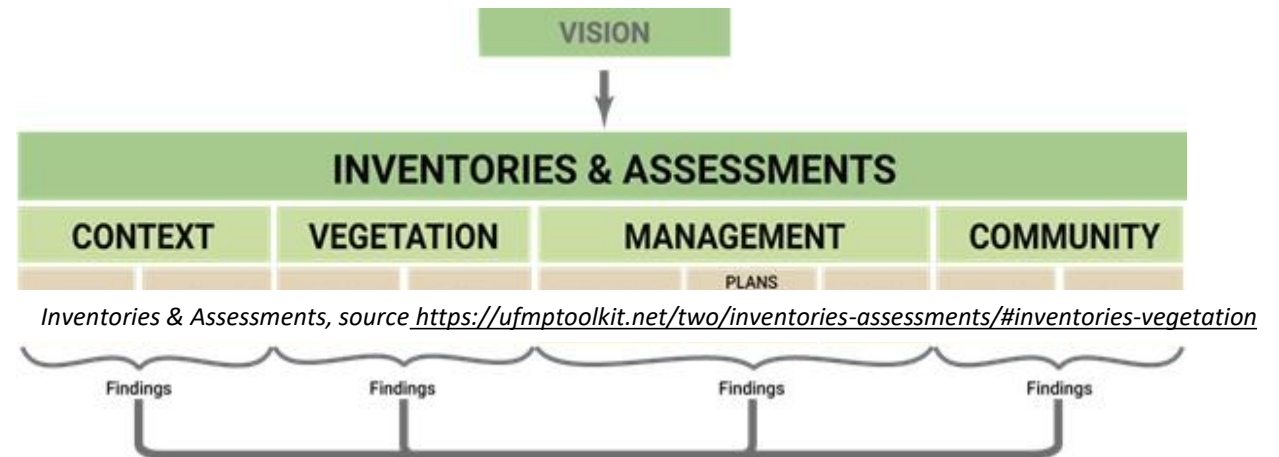 VISION
INVENTORIES & ASSESSMENTS
CONTEXT VEGETATION MANAGEMENT COMMUNITY
PLANS
Inventories & Assessments, source https://ufmptoolkit.net/two/inventories-assessments/#inventories-vegetation
Findings Findings Findings Findings